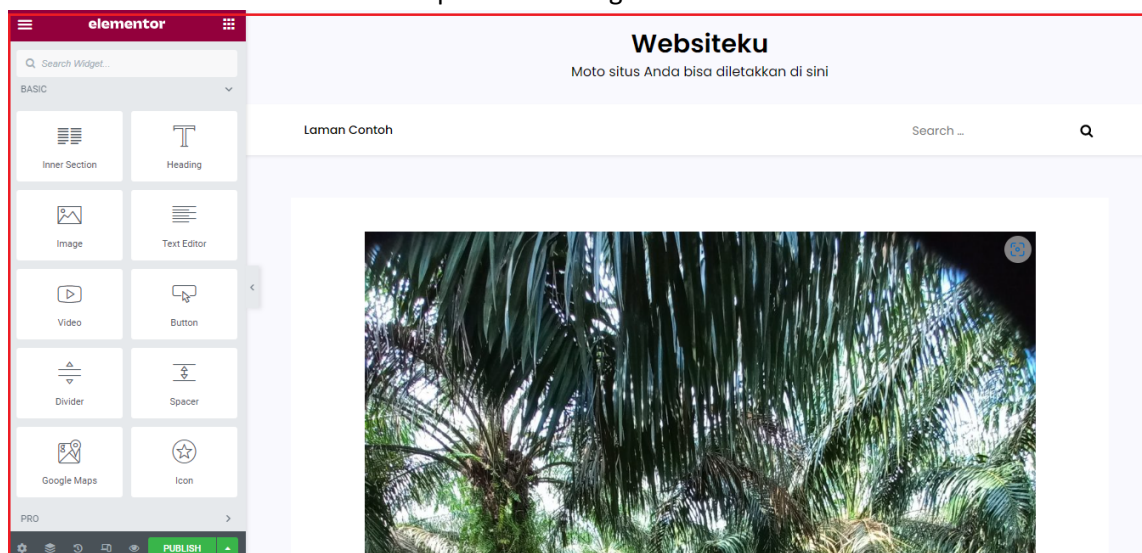 elementor
Search Widget...
BASIC
Inner Section
Heading
Image
Text Editor
Video
Button
Divider
Spacer
Google Maps
Icon
PRO
PUBLISH
Websiteku
Moto situs Anda bisa diletakkan di sini
Laman Contoh
Search ...